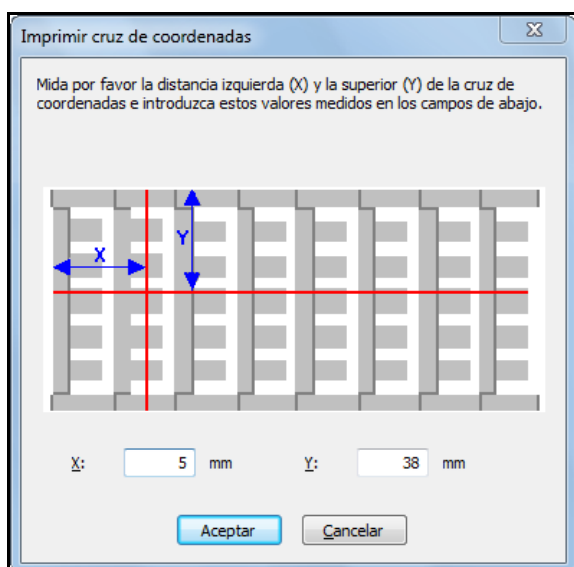 Imprimir cruz de coordenadas
Mida por favor la distancia izquierda (X) y la superior (Y) de la cruz de
coordenadas e introduzca estos valores medidos en los campos de abajo.
Y
X
X: 5 mm Y: 38 mm
Aceptar Cancelar